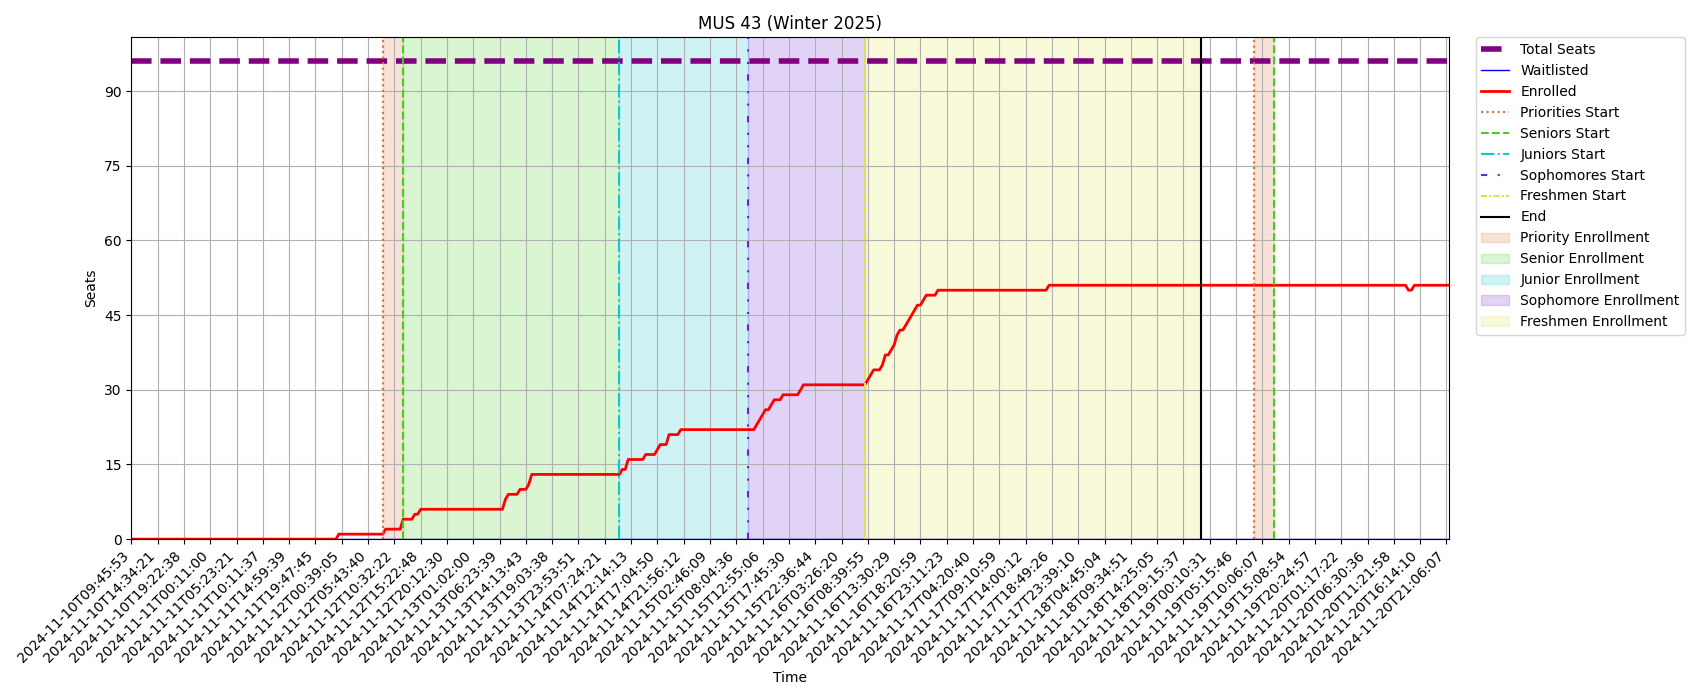 MUS 43 (Winter 2025)
Seats
90
75
60
45
30
15
0
2024-11-10T09:45:53
2024-11-10T14:34:21
2024-11-10T19:22:38
2024-11-11T00:11:00
2024-11-11T05:23:21
2024-11-11T10:11:37
2024-11-11T14:59:39
2024-11-11T19:47:45
2024-11-12T00:39:05
2024-11-12T05:43:40
2024-11-12T10:32:22
2024-11-12T15:22:48
2024-11-12T20:12:30
2024-11-13T01:02:00
2024-11-13T06:23:39
2024-11-13T14:13:43
2024-11-13T19:03:38
2024-11-13T23:53:51
2024-11-14T07:24:21
2024-11-14T12:14:13
2024-11-14T17:04:50
2024-11-14T21:56:12
2024-11-15T02:46:09
2024-11-15T08:04:36
2024-11-15T12:55:06
2024-11-15T17:45:30
2024-11-15T22:36:44
2024-11-16T03:26:20
2024-11-16T08:39:55
2024-11-16T13:30:29
2024-11-16T18:20:59
2024-11-16T23:11:23
2024-11-17T04:20:40
2024-11-17T09:10:59
2024-11-17T14:00:12
2024-11-17T18:49:26
2024-11-17T23:39:10
2024-11-18T04:45:04
2024-11-18T09:34:51
2024-11-18T14:25:05
2024-11-18T19:15:37
2024-11-19T00:10:31
2024-11-19T05:15:46
2024-11-19T10:06:07
2024-11-19T15:08:54
2024-11-19T20:24:57
2024-11-20T01:17:22
2024-11-20T06:30:36
2024-11-20T11:21:58
2024-11-20T16:14:10
2024-11-20T21:06:07
Time
Total Seats
Waitlisted
Enrolled
Priorities Start
Seniors Start
Juniors Start
Sophomores Start
Freshmen Start
End
Priority Enrollment
Senior Enrollment
Junior Enrollment
Sophomore Enrollment
Freshmen Enrollment